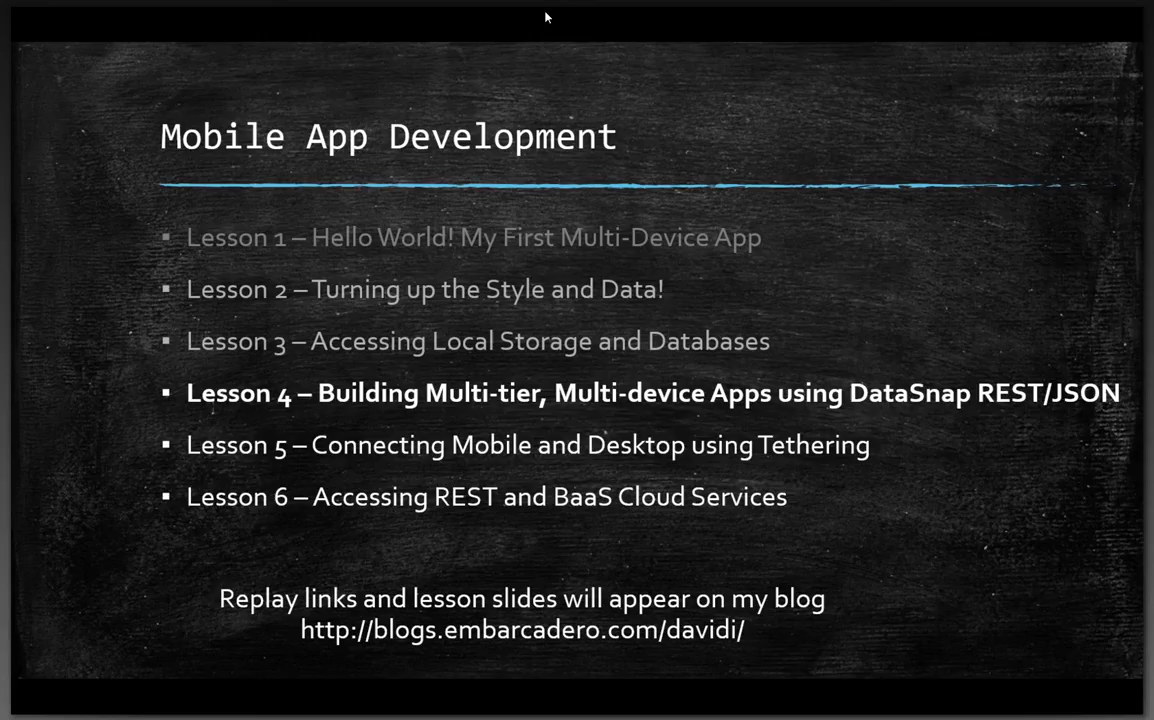 Mobile App Development
▪ Lesson 1 – Hello World! My First Multi-Device App
▪ Lesson 2 – Turning up the Style and Data!
▪ Lesson 3 – Accessing Local Storage and Databases
▪ Lesson 4 – Building Multi-tier, Multi-device Apps using DataSnap REST/JSON
▪ Lesson 5 – Connecting Mobile and Desktop using Tethering
▪ Lesson 6 – Accessing REST and BaaS Cloud Services
Replay links and lesson slides will appear on my blog
http://blogs.embarcadero.com/davidi/